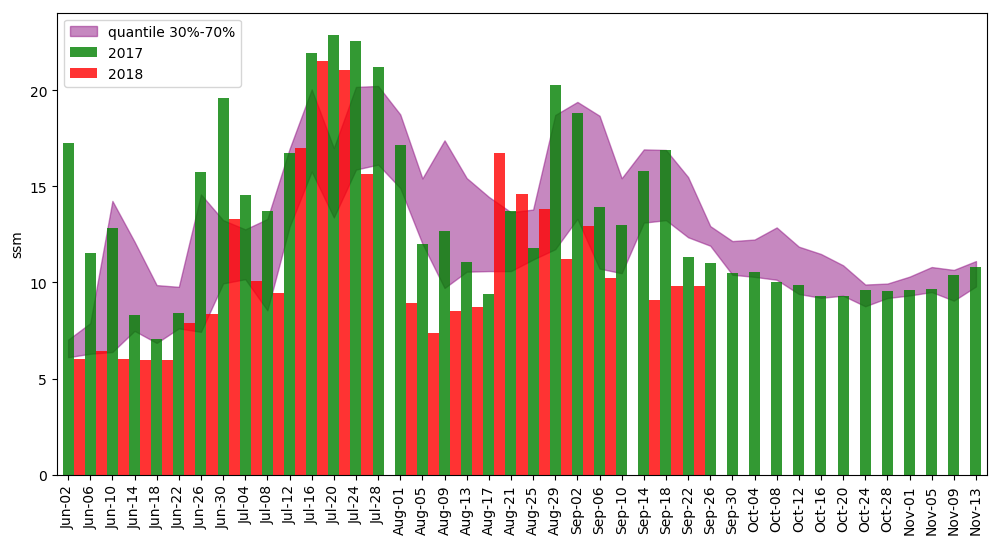 quantile 30%-70%
2017
2018
ssm
20
15
10
5
0
Jun-02
Jun-06
Jun-10
Jun-14
Jun-18
Jun-22
Jun-26
Jun-30
Jul-04
Jul-08
Jul-12
Jul-16
Jul-20
Jul-24
Jul-28
Aug-01
Aug-05
Aug-09
Aug-13
Aug-17
Aug-21
Aug-25
Aug-29
Sep-02
Sep-06
Sep-10
Sep-14
Sep-18
Sep-22
Sep-26
Sep-30
Oct-04
Oct-08
Oct-12
Oct-16
Oct-20
Oct-24
Oct-28
Nov-01
Nov-05
Nov-09
Nov-13